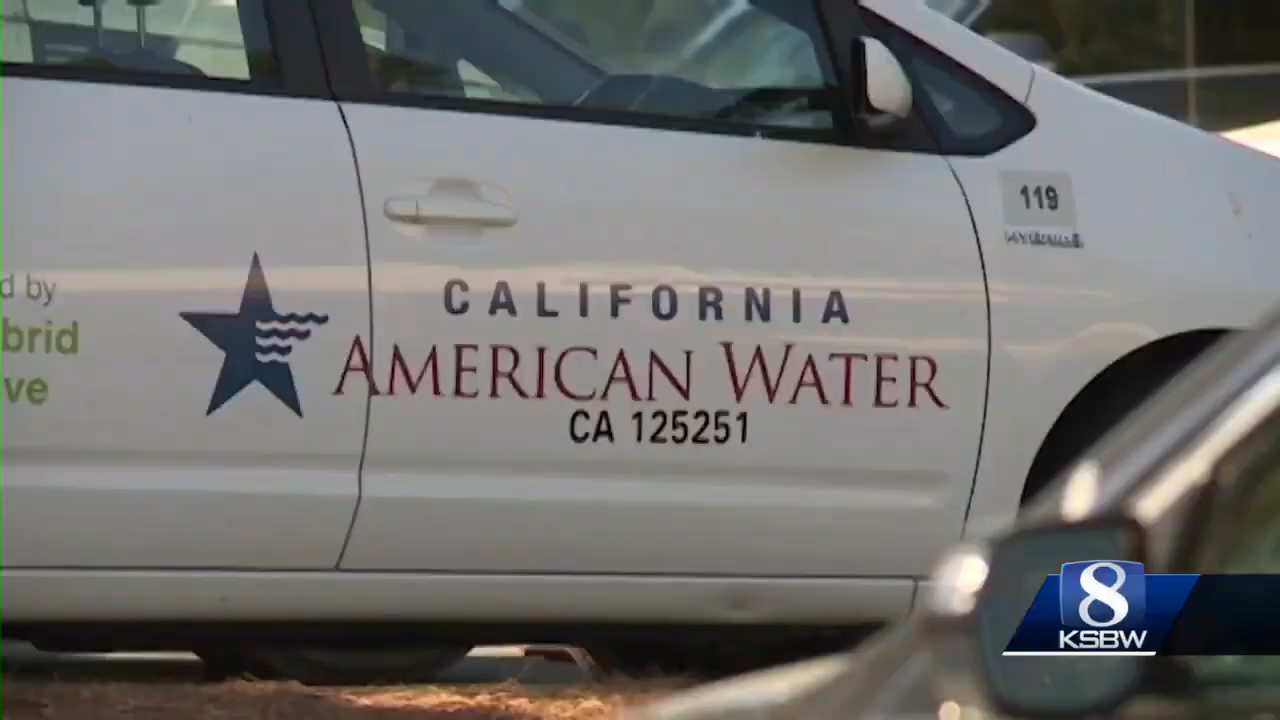 119
d by
brid
ve
CALIFORNIA
AMERICAN WATER
CA 125251
8
KSBW